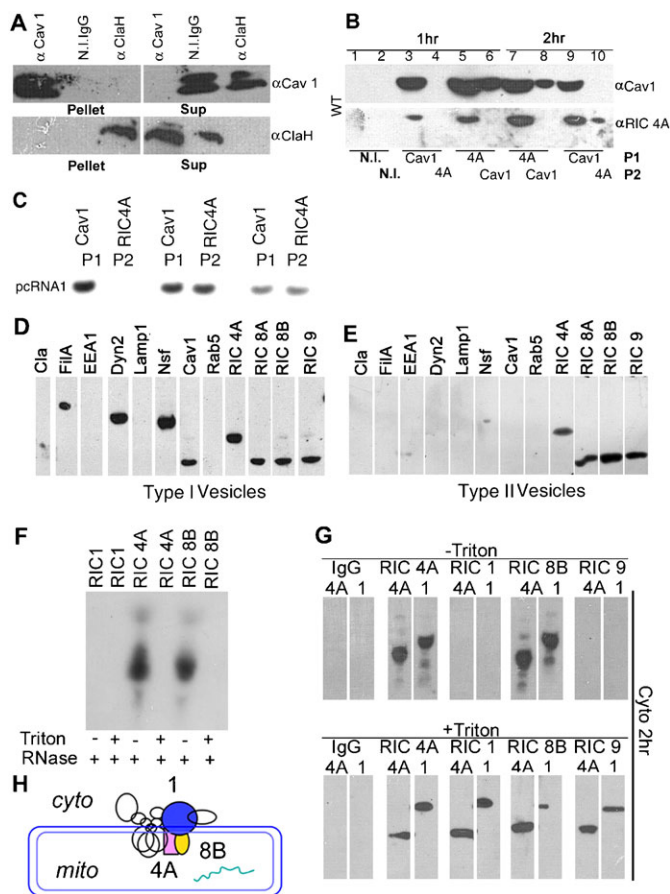 A
α Cav 1
N.I.IgG
α ClaH
α Cav 1
N.I.IgG
α ClaH
αCav 1
Pellet Sup
αClaH
Pellet Sup
B
1hr 2hr
1 2 3 4 5 6 7 8 9 10
WT
αCav1
αRIC 4A
N.I. Cav1 4A 4A Cav1 P1
N.I. 4A Cav1 Cav1 4A P2
C
Cav1 RIC4A Cav1 RIC4A Cav1 RIC4A
P1 P2 P1 P2 P1 P2
pcRNA1
D
Cla FilA EEA1 Dyn2 Lamp1 Nsf Cav1 Rab5 RIC 4A RIC 8A RIC 8B RIC 9
Type I Vesicles
E
Cla FilA EEA1 Dyn2 Lamp1 Nsf Cav1 Rab5 RIC 4A RIC 8A RIC 8B RIC 9
Type II Vesicles
F
RIC1 RIC1 RIC 4A RIC 4A RIC 8B RIC 8B
Triton - + - + - +
RNase + + + + + +
G
-Triton
IgG RIC 4A RIC 1 RIC 8B RIC 9
4A 1 4A 1 4A 1 4A 1 4A 1
+Triton
IgG RIC 4A RIC 1 RIC 8B RIC 9
4A 1 4A 1 4A 1 4A 1 4A 1
Cyto 2hr
H
cyto 1
mito 4A 8B